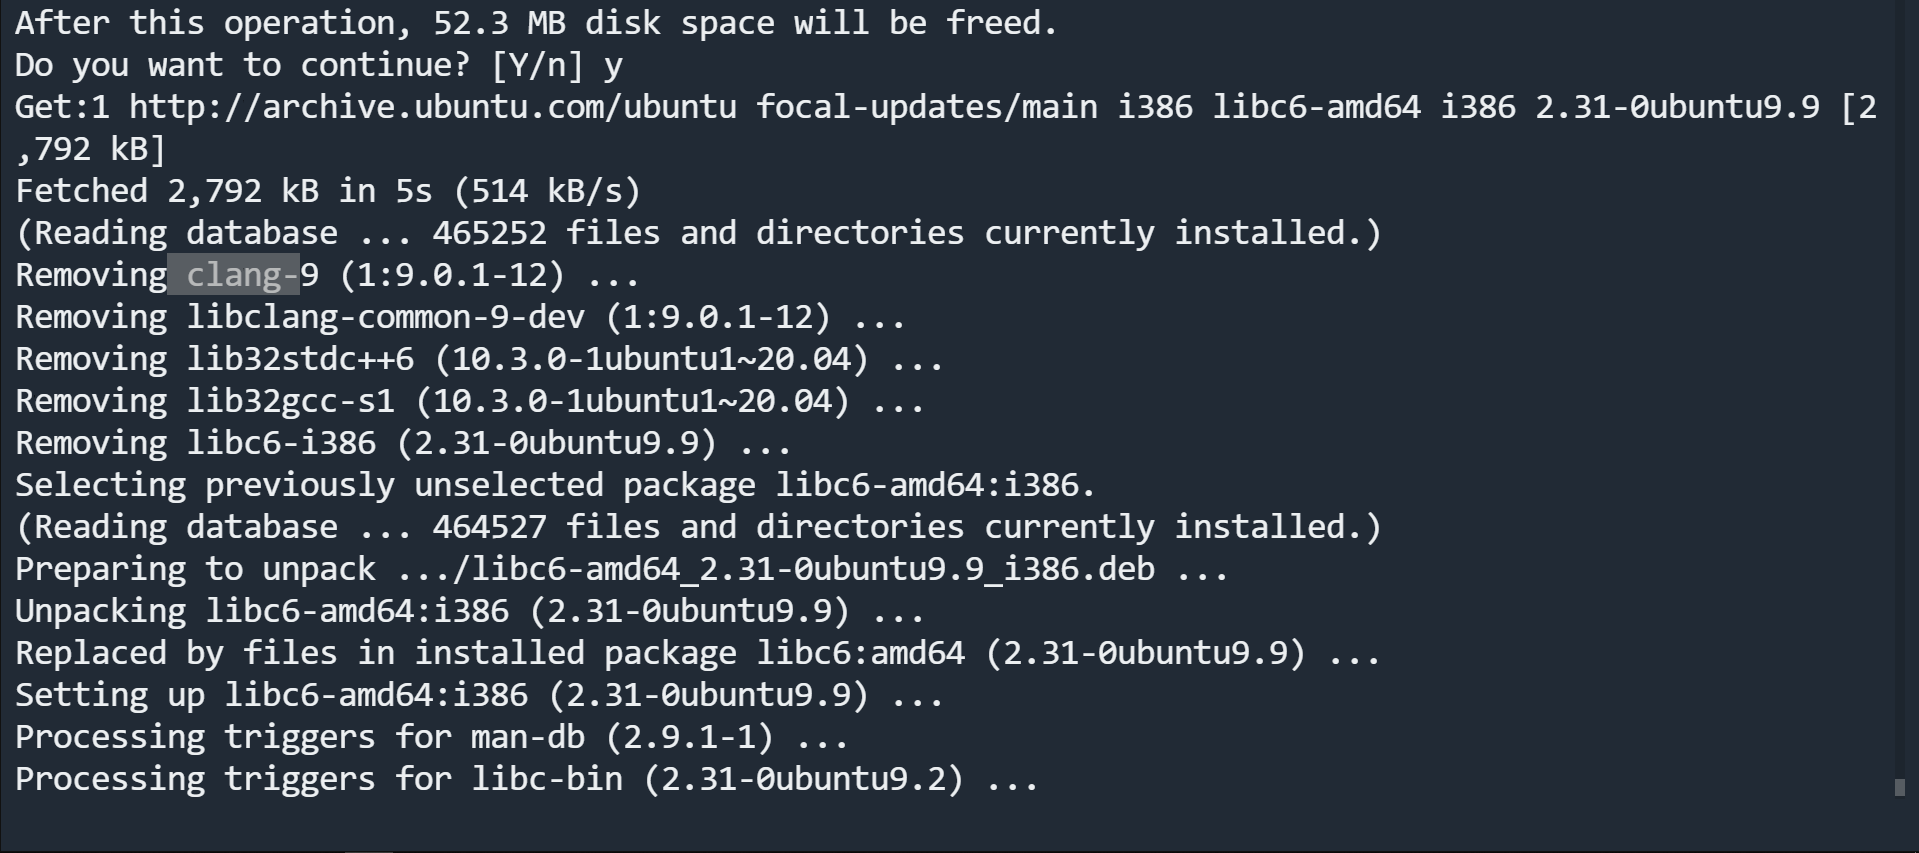 After this operation, 52.3 MB disk space will be freed.
Do you want to continue? [Y/n] y
Get:1 http://archive.ubuntu.com/ubuntu focal-updates/main i386 libc6-amd64 i386 2.31-0ubuntu9.9 [2
,792 kB]
Fetched 2,792 kB in 5s (514 kB/s)
(Reading database ... 465252 files and directories currently installed.)
Removing clang-9 (1:9.0.1-12) ...
Removing libclang-common-9-dev (1:9.0.1-12) ...
Removing lib32stdc++6 (10.3.0-1ubuntu1~20.04) ...
Removing lib32gcc-s1 (10.3.0-1ubuntu1~20.04) ...
Removing libc6-i386 (2.31-0ubuntu9.9) ...
Selecting previously unselected package libc6-amd64:i386.
(Reading database ... 464527 files and directories currently installed.)
Preparing to unpack .../libc6-amd64_2.31-0ubuntu9.9_i386.deb ...
Unpacking libc6-amd64:i386 (2.31-0ubuntu9.9) ...
Replaced by files in installed package libc6:amd64 (2.31-0ubuntu9.9) ...
Setting up libc6-amd64:i386 (2.31-0ubuntu9.9) ...
Processing triggers for man-db (2.9.1-1) ...
Processing triggers for libc-bin (2.31-0ubuntu9.2) ...